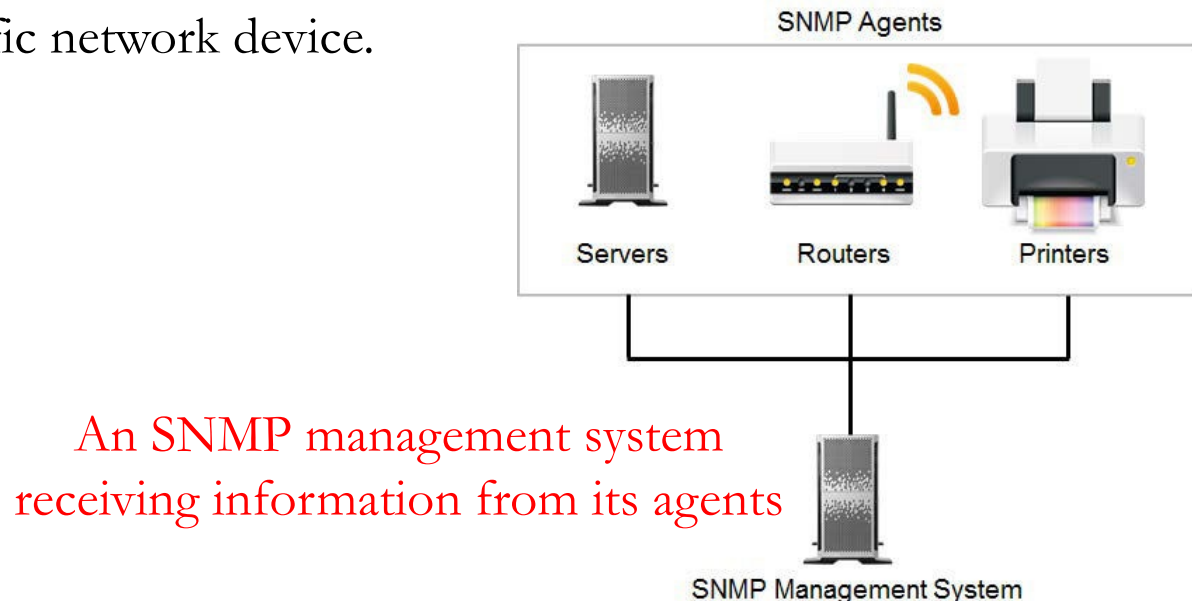 network device.
SNMP Agents
Servers
Routers
Printers
An SNMP management system
receiving information from its agents
SNMP Management System